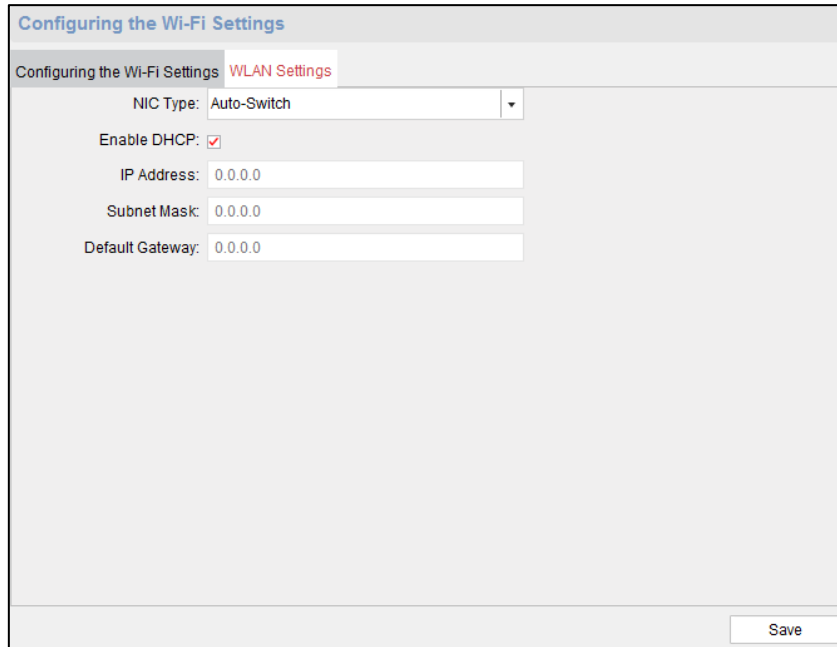 Configuring the Wi-Fi Settings
Configuring the Wi-Fi Settings WLAN Settings
NIC Type: Auto-Switch
Enable DHCP:
IP Address: 0.0.0.0
Subnet Mask: 0.0.0.0
Default Gateway: 0.0.0.0
Save